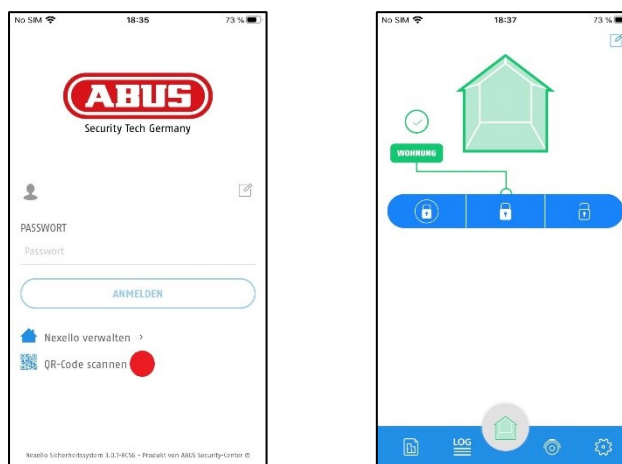 No SIM 18:35 73 %
ABUS
Security Tech Germany
PASSWORT
Passwort
ANMELDEN
Nexello verwalten ›
QR-Code scannen
Nexello Sicherheitssystem 3.0.1-RC56 - Produkt von ABUS Security-Center ©
No SIM 18:37 73 %
WOHNUNG
LOG